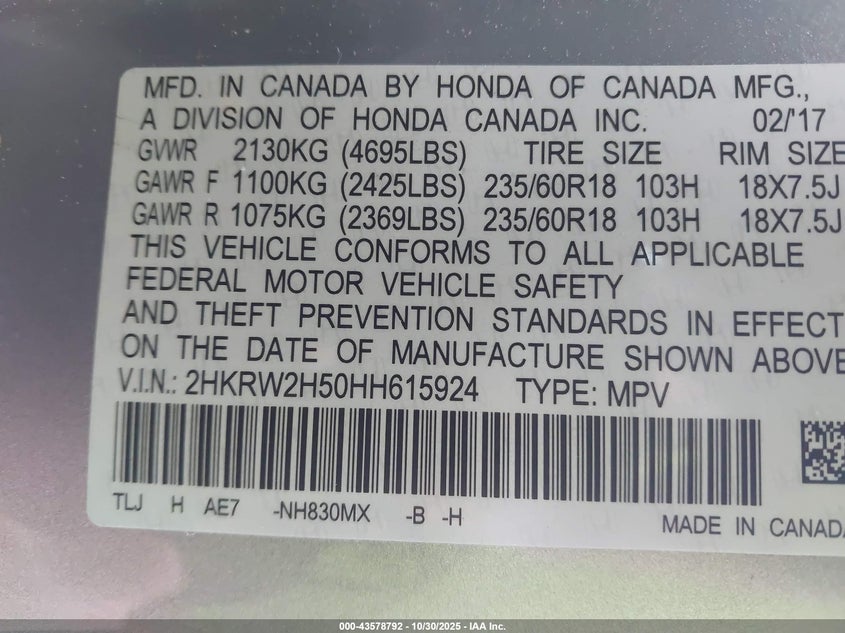 MFD. IN CANADA BY HONDA OF CANADA MFG.,
A DIVISION OF HONDA CANADA INC. 02/'17
GVWR 2130KG (4695LBS) TIRE SIZE RIM SIZE
GAWR F 1100KG (2425LBS) 235/60R18 103H 18X7.5J
GAWR R 1075KG (2369LBS) 235/60R18 103H 18X7.5J
THIS VEHICLE CONFORMS TO ALL APPLICABLE
FEDERAL MOTOR VEHICLE SAFETY
AND THEFT PREVENTION STANDARDS IN EFFECT
ON THE DATE OF MANUFACTURE SHOWN ABOVE
V.I.N.: 2HKRW2H50HH615924 TYPE: MPV
TLJ H AE7 -NH830MX -B -H
MADE IN CANADA
000-43578792 - 10/30/2025 - IAA Inc.